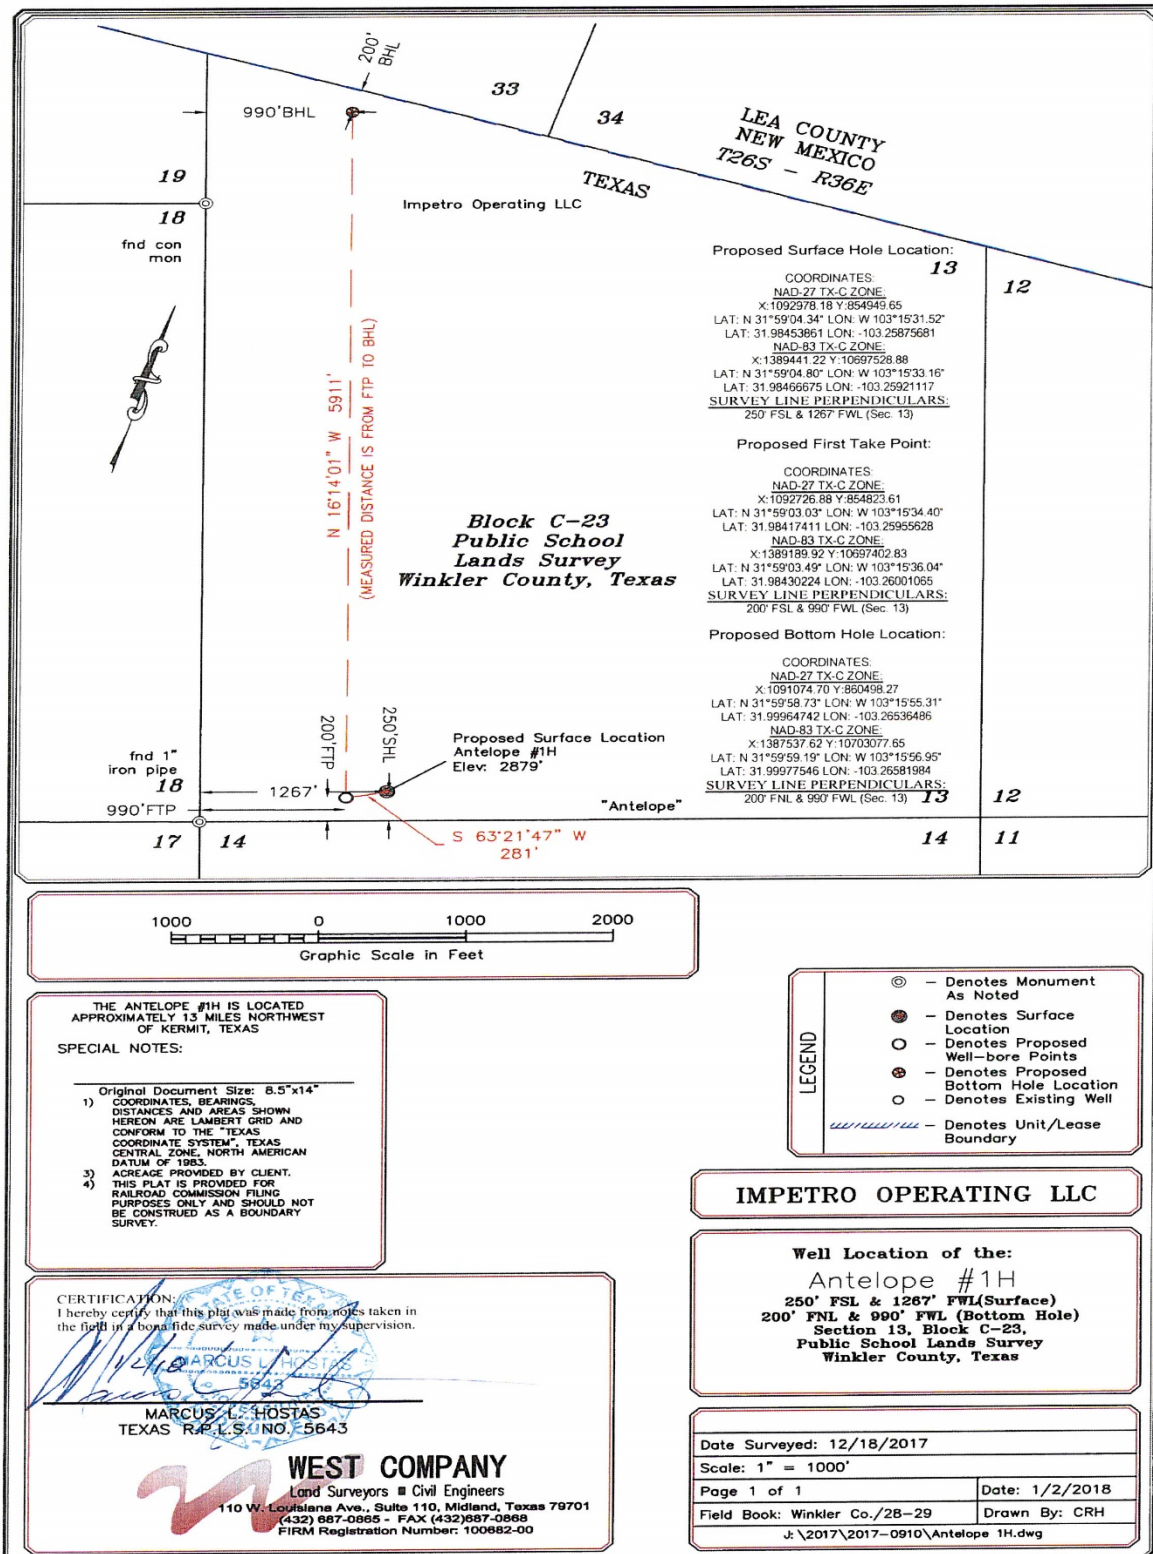 200'
BHL
990'BHL
33
34
LEA COUNTY
NEW MEXICO
T26S – R36E
TEXAS
19
18
fnd con
mon
Impetro Operating LLC
N 16°14'01" W 5911'
(MEASURED DISTANCE IS FROM FTP TO BHL)
Block C-23
Public School
Lands Survey
Winkler County, Texas
Proposed Surface Hole Location:
13
12
COORDINATES:
NAD-27 TX-C ZONE:
X:1092978.18 Y:854949.65
LAT: N 31°59'04.34" LON: W 103°15'31.52"
LAT: 31.98453861 LON: -103.25875681
NAD-83 TX-C ZONE:
X:1389441.22 Y:10697528.88
LAT: N 31°59'04.80" LON: W 103°15'33.16"
LAT: 31.98466675 LON: -103.25921117
SURVEY LINE PERPENDICULARS:
250' FSL & 1267' FWL (Sec. 13)
Proposed First Take Point:
COORDINATES:
NAD-27 TX-C ZONE:
X:1092726.88 Y:854823.61
LAT: N 31°59'03.03" LON: W 103°15'34.40"
LAT: 31.98417411 LON: -103.25955628
NAD-83 TX-C ZONE:
X:1389189.92 Y:10697402.83
LAT: N 31°59'03.49" LON: W 103°15'36.04"
LAT: 31.98430224 LON: -103.26001065
SURVEY LINE PERPENDICULARS:
200' FSL & 990' FWL (Sec. 13)
Proposed Bottom Hole Location:
COORDINATES:
NAD-27 TX-C ZONE:
X:1091074.70 Y:860498.27
LAT: N 31°59'58.73" LON: W 103°15'55.31"
LAT: 31.99964742 LON: -103.26536486
NAD-83 TX-C ZONE:
X:1387537.62 Y:10703077.65
LAT: N 31°59'59.19" LON: W 103°15'56.95"
LAT: 31.99977546 LON: -103.26581984
SURVEY LINE PERPENDICULARS:
200' FNL & 990' FWL (Sec. 13)
13
12
200'FTP
250'SHL
Proposed Surface Location
Antelope #1H
Elev: 2879'
fnd 1"
iron pipe
18
1267'
990'FTP
"Antelope"
17
14
S 63°21'47" W
281'
14
11
1000 0 1000 2000
Graphic Scale in Feet
THE ANTELOPE #1H IS LOCATED
APPROXIMATELY 13 MILES NORTHWEST
OF KERMIT, TEXAS
SPECIAL NOTES:
Original Document Size: 8.5"x14"
1) COORDINATES, BEARINGS,
DISTANCES AND AREAS SHOWN
HEREON ARE LAMBERT GRID AND
CONFORM TO THE "TEXAS
COORDINATE SYSTEM", TEXAS
CENTRAL ZONE, NORTH AMERICAN
DATUM OF 1983.
3) ACREAGE PROVIDED BY CLIENT.
4) THIS PLAT IS PROVIDED FOR
RAILROAD COMMISSION FILING
PURPOSES ONLY AND SHOULD NOT
BE CONSTRUED AS A BOUNDARY
SURVEY.
LEGEND
– Denotes Monument
As Noted
– Denotes Surface
Location
– Denotes Proposed
Well-bore Points
– Denotes Proposed
Bottom Hole Location
– Denotes Existing Well
– Denotes Unit/Lease
Boundary
IMPETRO OPERATING LLC
Well Location of the:
Antelope #1H
250' FSL & 1267' FWL(Surface)
200' FNL & 990' FWL (Bottom Hole)
Section 13, Block C-23,
Public School Lands Survey
Winkler County, Texas
CERTIFICATION:
I hereby certify that this plat was made from notes taken in
the field in a bona fide survey made under my supervision.
STATE OF TEXAS
MARCUS L. HOSTAS
5643
1/2/18
MARCUS L. HOSTAS
TEXAS R.P.L.S. NO. 5643
WEST COMPANY
Land Surveyors ■ Civil Engineers
110 W. Louisiana Ave., Suite 110, Midland, Texas 79701
(432) 687-0865 - FAX (432)687-0868
FIRM Registration Number: 100682-00
Date Surveyed: 12/18/2017
Scale: 1" = 1000'
Page 1 of 1
Date: 1/2/2018
Field Book: Winkler Co./28-29
Drawn By: CRH
J:\2017\2017-0910\Antelope 1H.dwg